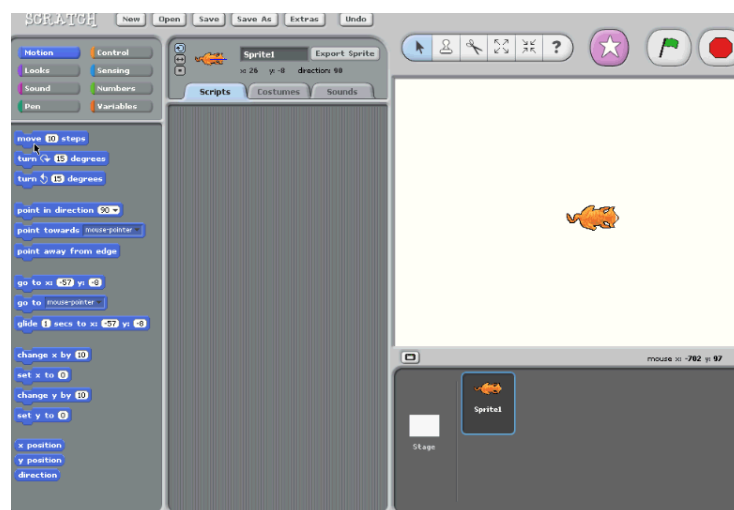 SCRATCH New Open Save Save As Extras Undo
Motion Control
Looks Sensing
Sound Numbers
Pen Variables
Sprite1 Export Sprite
x: 26 y: -8 direction: 90
Scripts Costumes Sounds
?
move 10 steps
turn 15 degrees
turn 15 degrees
point in direction 90
point towards mouse-pointer
point away from edge
go to x: -57 y: -8
go to mouse-pointer
glide 1 secs to x: -57 y: -8
change x by 10
set x to 0
change y by 10
set y to 0
x position
y position
direction
mouse x: -702 y: 97
Sprite1
Stage